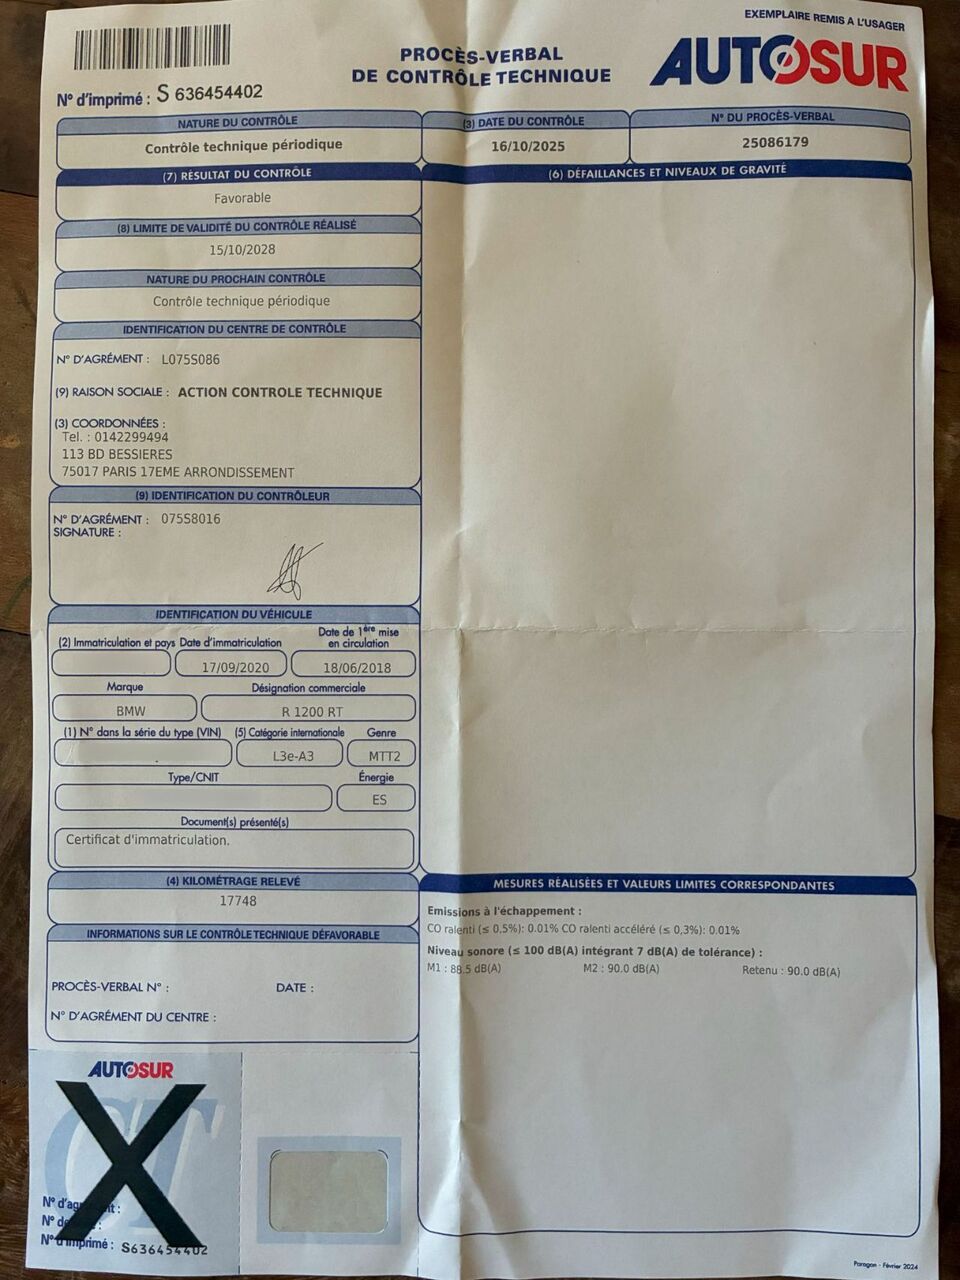 EXEMPLAIRE REMIS A L'USAGER
AUTOSUR
PROCÈS-VERBAL
DE CONTRÔLE TECHNIQUE
N° d'imprimé : S 636454402
NATURE DU CONTRÔLE
Contrôle technique périodique
(3) DATE DU CONTRÔLE
16/10/2025
N° DU PROCÈS-VERBAL
25086179
(7) RÉSULTAT DU CONTRÔLE
Favorable
(6) DÉFAILLANCES ET NIVEAUX DE GRAVITÉ
(8) LIMITE DE VALIDITÉ DU CONTRÔLE RÉALISÉ
15/10/2028
NATURE DU PROCHAIN CONTRÔLE
Contrôle technique périodique
IDENTIFICATION DU CENTRE DE CONTRÔLE
N° D'AGRÉMENT : L075S086
(9) RAISON SOCIALE : ACTION CONTROLE TECHNIQUE
(3) COORDONNÉES :
Tel. : 0142299494
113 BD BESSIERES
75017 PARIS 17EME ARRONDISSEMENT
(9) IDENTIFICATION DU CONTRÔLEUR
N° D'AGRÉMENT : 075S8016
SIGNATURE :
IDENTIFICATION DU VÉHICULE
(2) Immatriculation et pays
Date d'immatriculation
17/09/2020
Date de 1ère mise
en circulation
18/06/2018
Marque
BMW
Désignation commerciale
R 1200 RT
(1) N° dans la série du type (VIN)
(5) Catégorie internationale
L3e-A3
Genre
MTT2
Type/CNIT
Énergie
ES
Document(s) présenté(s)
Certificat d'immatriculation.
(4) KILOMÉTRAGE RELEVÉ
17748
INFORMATIONS SUR LE CONTRÔLE TECHNIQUE DÉFAVORABLE
PROCÈS-VERBAL N° : DATE :
N° D'AGRÉMENT DU CENTRE :
MESURES RÉALISÉES ET VALEURS LIMITES CORRESPONDANTES
Emissions à l'échappement :
CO ralenti (≤ 0,5%): 0.01% CO ralenti accéléré (≤ 0,3%): 0.01%
Niveau sonore (≤ 100 dB(A) intégrant 7 dB(A) de tolérance) :
M1 : 88.5 dB(A) M2 : 90.0 dB(A) Retenu : 90.0 dB(A)
AUTOSUR
CT
X
N° d'imprimé : S636454402
Paragon - Février 2024